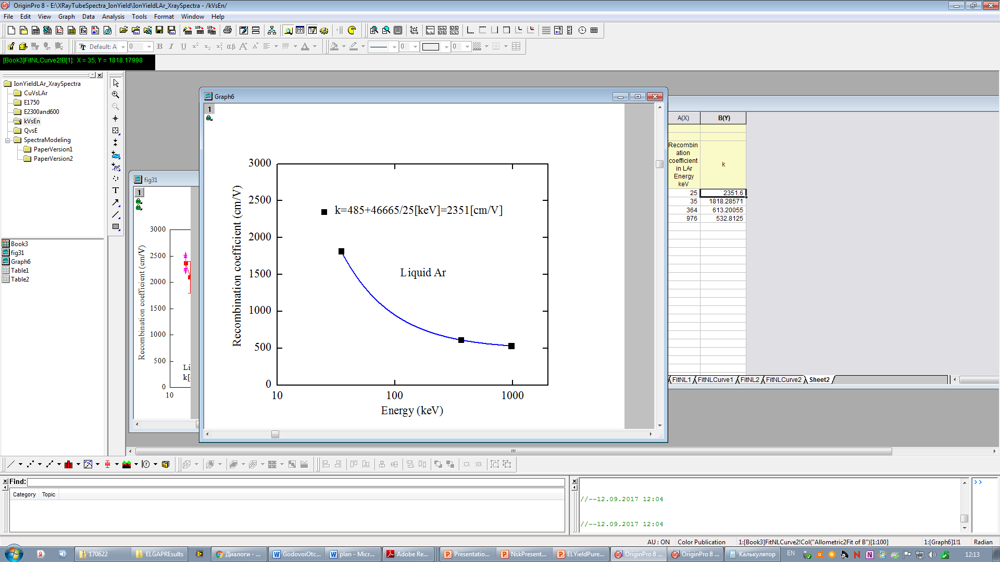 OriginPro 8 - E:\XRayTubeSpectra_IonYield\IonYieldLAr_XraySpectra - /kVsEn/
File Edit View Graph Data Analysis Tools Format Window Help
Default: A 0 B I U
0 0
[Book3]FitNLCurve2!B[1]: X = 35; Y = 1818.17998
IonYieldLAr_XraySpectra
CuVsLAr
E1750
E2300and600
kVsEn
QvsE
SpectraModeling
PaperVersion1
PaperVersion2
Book3
fig31
Graph6
Table1
Table2
fig31
1
3000
2500
2000
1500
1000
500
0
10
Recombination coefficient (cm/V)
Li
k[
Graph6
1
3000
2500
2000
1500
1000
500
0
10 100 1000
Recombination coefficient (cm/V)
Energy (keV)
k=485+46665/25[keV]=2351[cm/V]
Liquid Ar
A(X) B(Y)
Recombin
ation
coefficient
in LAr
Energy
keV
k
25 2351.6
35 1818.28571
364 613.20055
976 532.8125
FitNL1 FitNLCurve1 FitNL2 FitNLCurve2 Sheet2
Find:
Category Topic
//--12.09.2017 12:04
//--12.09.2017 12:04
>>
AU : ON Color Publication 1:[Book3]FitNLCurve2!Col("Allometric2Fit of B")[1:100] 1:[Graph6]1!1 Radian
170622 ELGAPREsults Диалоги - ... GodovoiOtc... plan - Micr... Adobe Re... Presentatio... NskPresent... ELYieldPure... OriginPro 8 ... OriginPro 8 ... Калькулятор EN 12:13